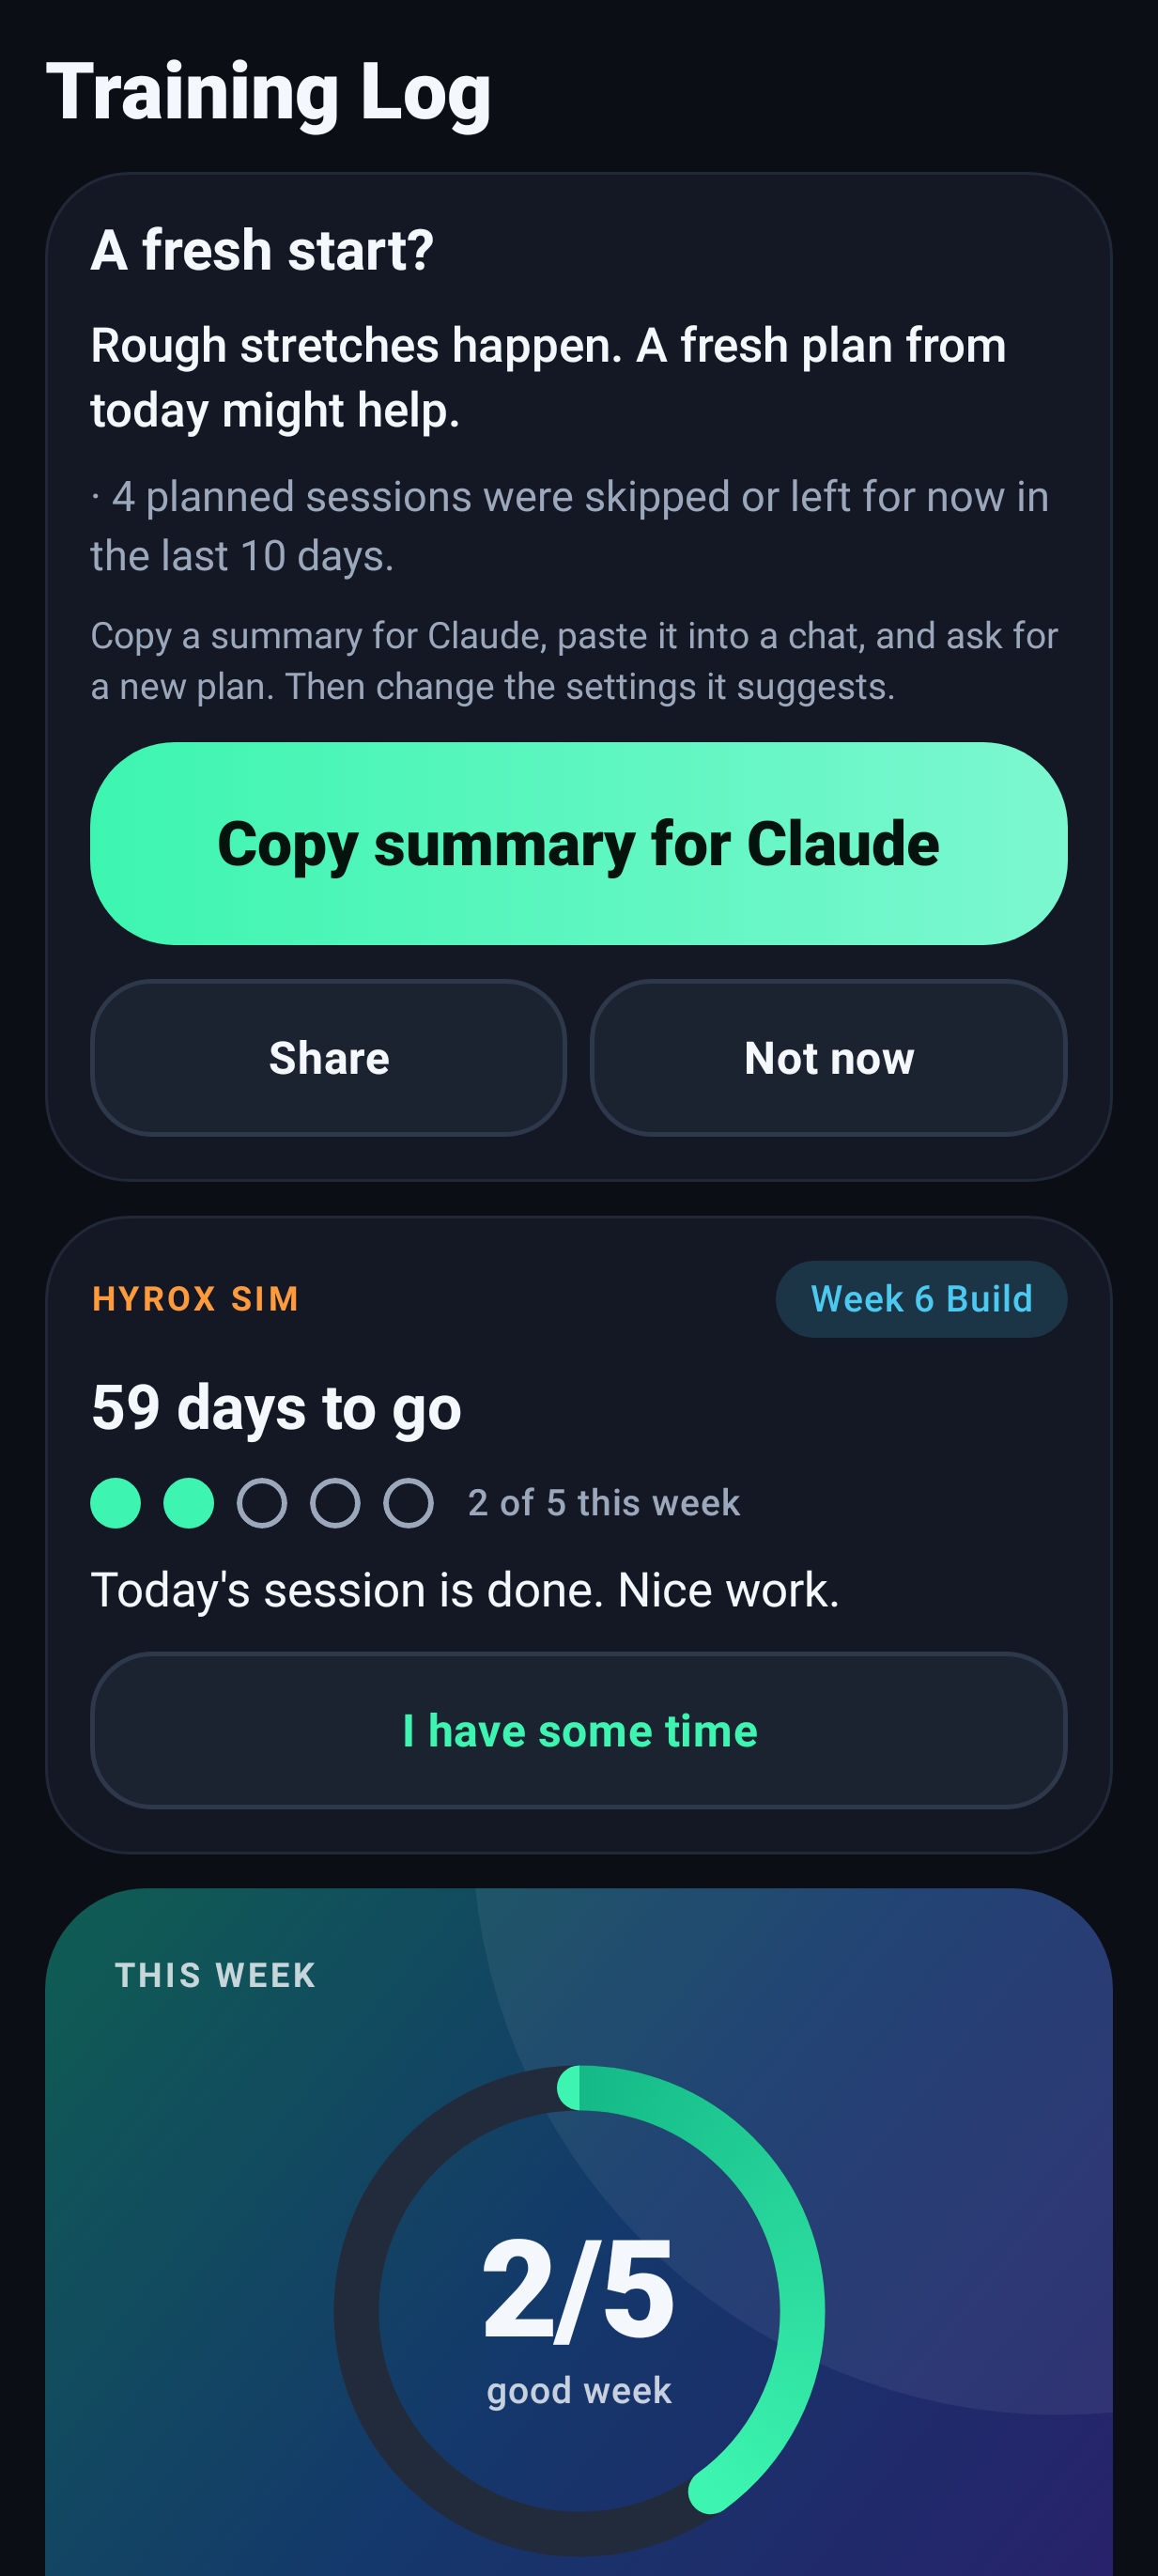 Training Log
A fresh start?
Rough stretches happen. A fresh plan from
today might help.
· 4 planned sessions were skipped or left for now in
the last 10 days.
Copy a summary for Claude, paste it into a chat, and ask for
a new plan. Then change the settings it suggests.
Copy summary for Claude
Share
Not now
HYROX SIM
Week 6 Build
59 days to go
2 of 5 this week
Today's session is done. Nice work.
I have some time
THIS WEEK
2/5
good week